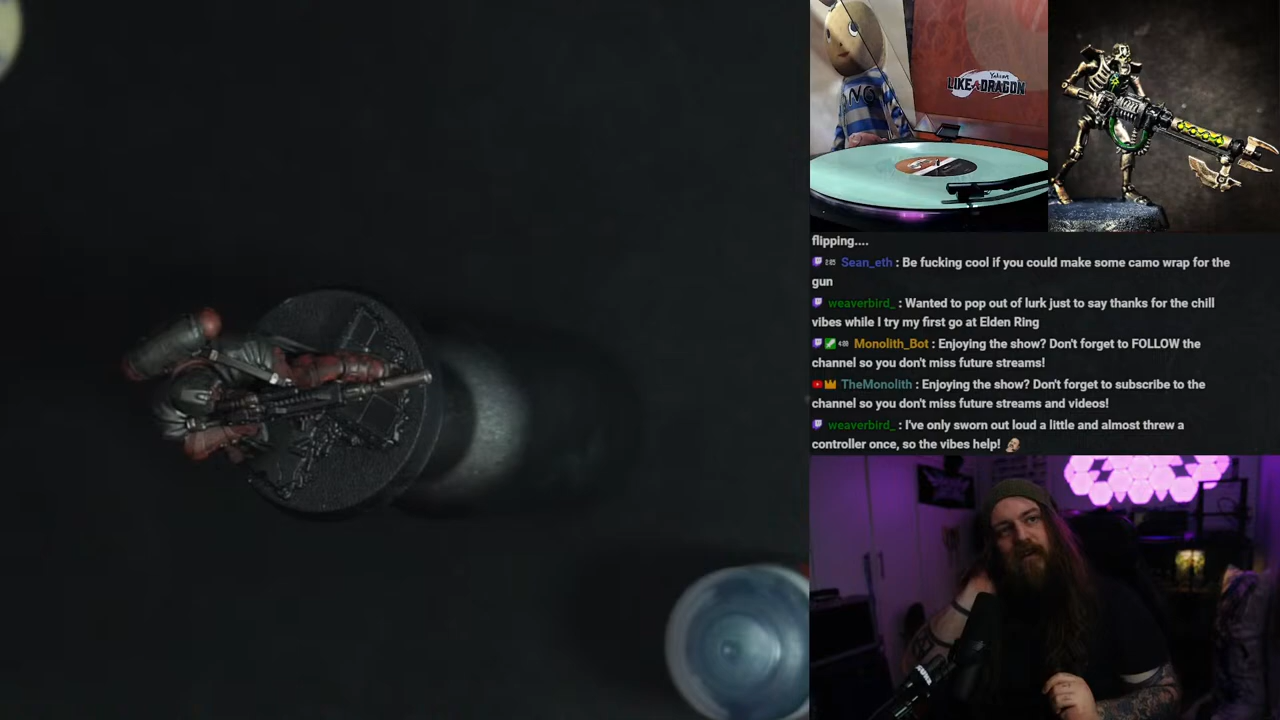 Yakuza
LIKE A DRAGON
flipping....
Sean_eth : Be fucking cool if you could make some camo wrap for the
gun
weaverbird_ : Wanted to pop out of lurk just to say thanks for the chill
vibes while I try my first go at Elden Ring
Monolith_Bot : Enjoying the show? Don't forget to FOLLOW the
channel so you don't miss future streams!
TheMonolith : Enjoying the show? Don't forget to subscribe to the
channel so you don't miss future streams and videos!
weaverbird_ : I've only sworn out loud a little and almost threw a
controller once, so the vibes help!